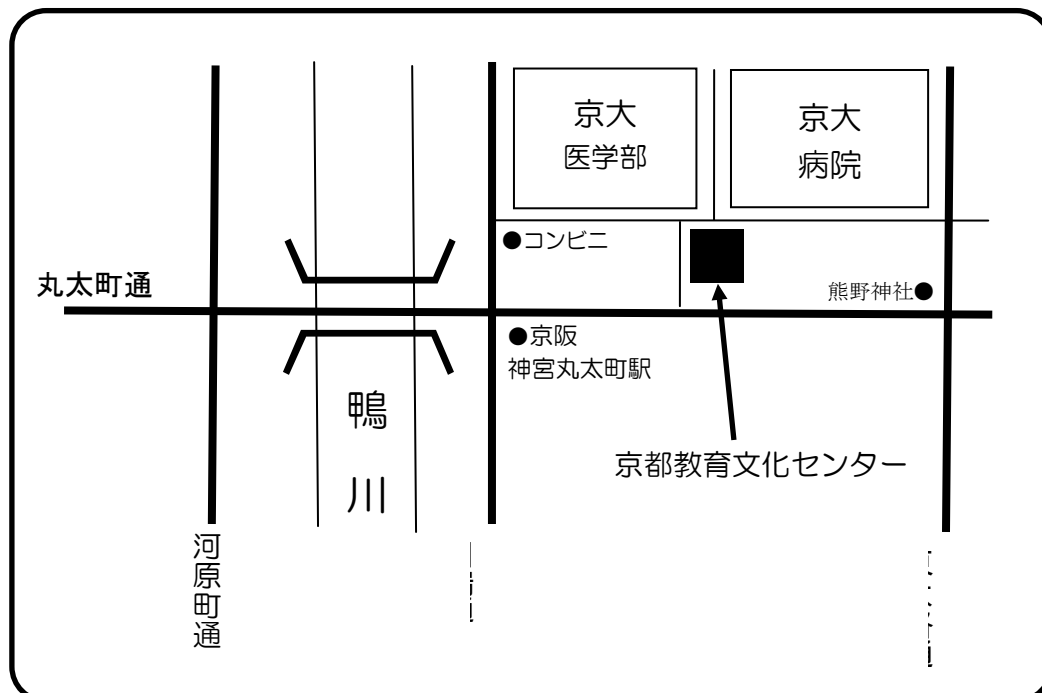 京大
医学部
京大
病院
●コンビニ
丸太町通
熊野神社●
●京阪
神宮丸太町駅
鴨川
京都教育文化センター
河原町通